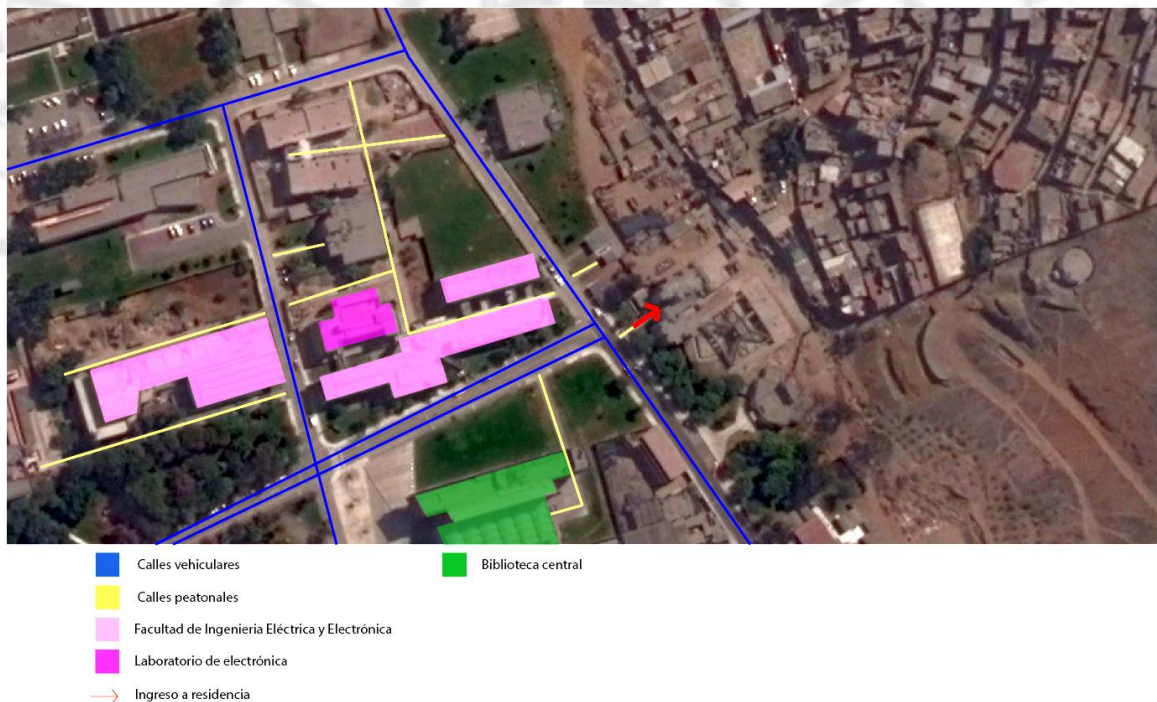 Calles vehiculares
Biblioteca central
Calles peatonales
Facultad de Ingenieria Eléctrica y Electrónica
Laboratorio de electrónica
Ingreso a residencia